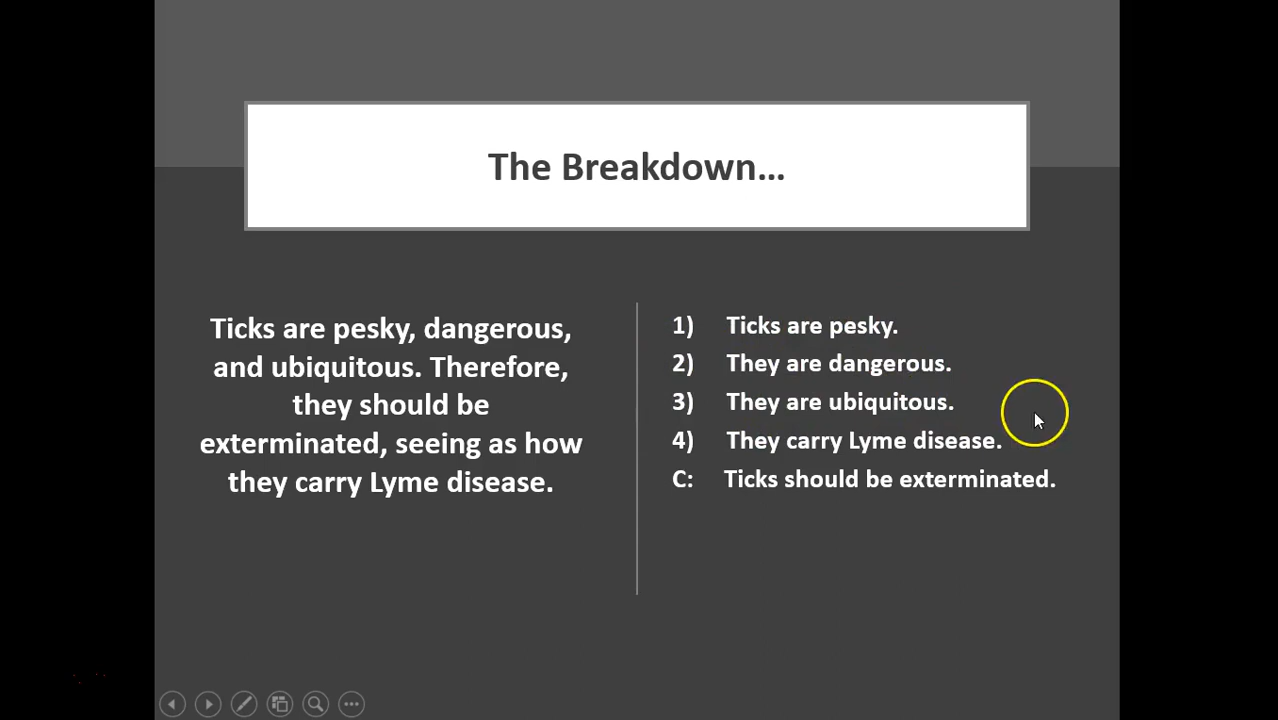 The Breakdown...
Ticks are pesky, dangerous,
and ubiquitous. Therefore,
they should be
exterminated, seeing as how
they carry Lyme disease.
1) Ticks are pesky.
2) They are dangerous.
3) They are ubiquitous.
4) They carry Lyme disease.
C: Ticks should be exterminated.